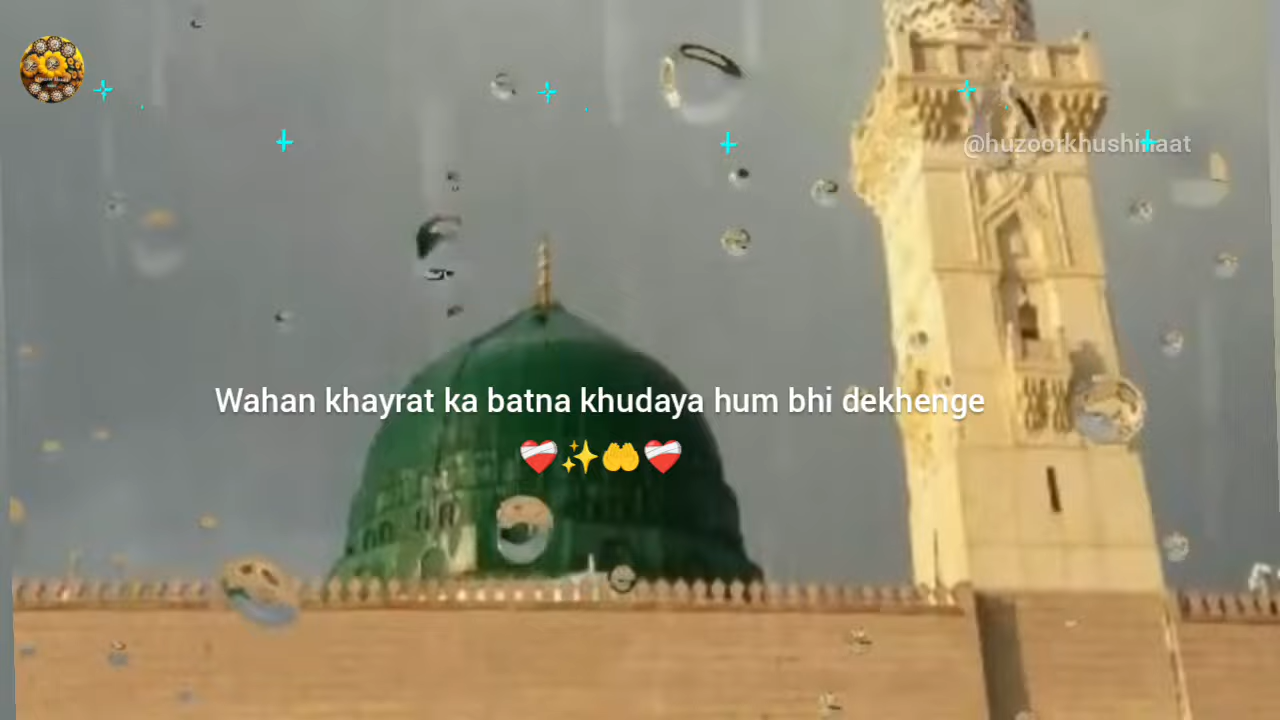 @huzoorkhushinaat
Wahan khayrat ka batna khudaya hum bhi dekhenge
❤️‍🩹✨🤲❤️‍🩹